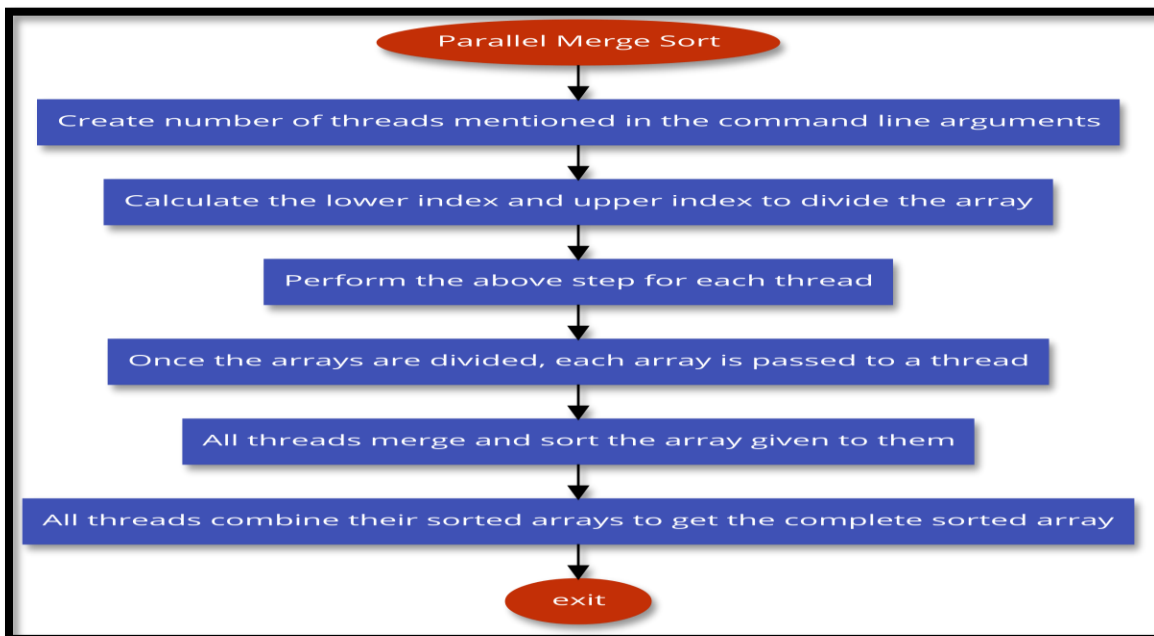 Parallel Merge Sort
Create number of threads mentioned in the command line arguments
Calculate the lower index and upper index to divide the array
Perform the above step for each thread
Once the arrays are divided, each array is passed to a thread
All threads merge and sort the array given to them
All threads combine their sorted arrays to get the complete sorted array
exit